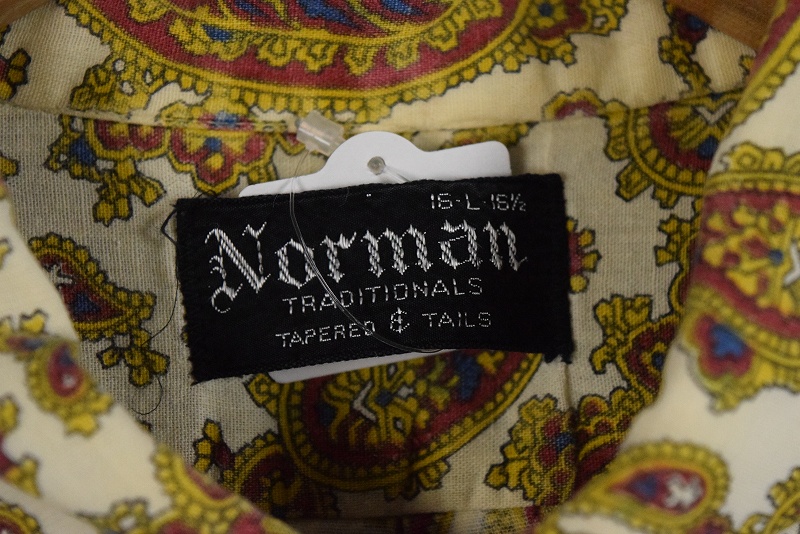 16-L-16½
Norman
TRADITIONALS
TAPERED & TAILS